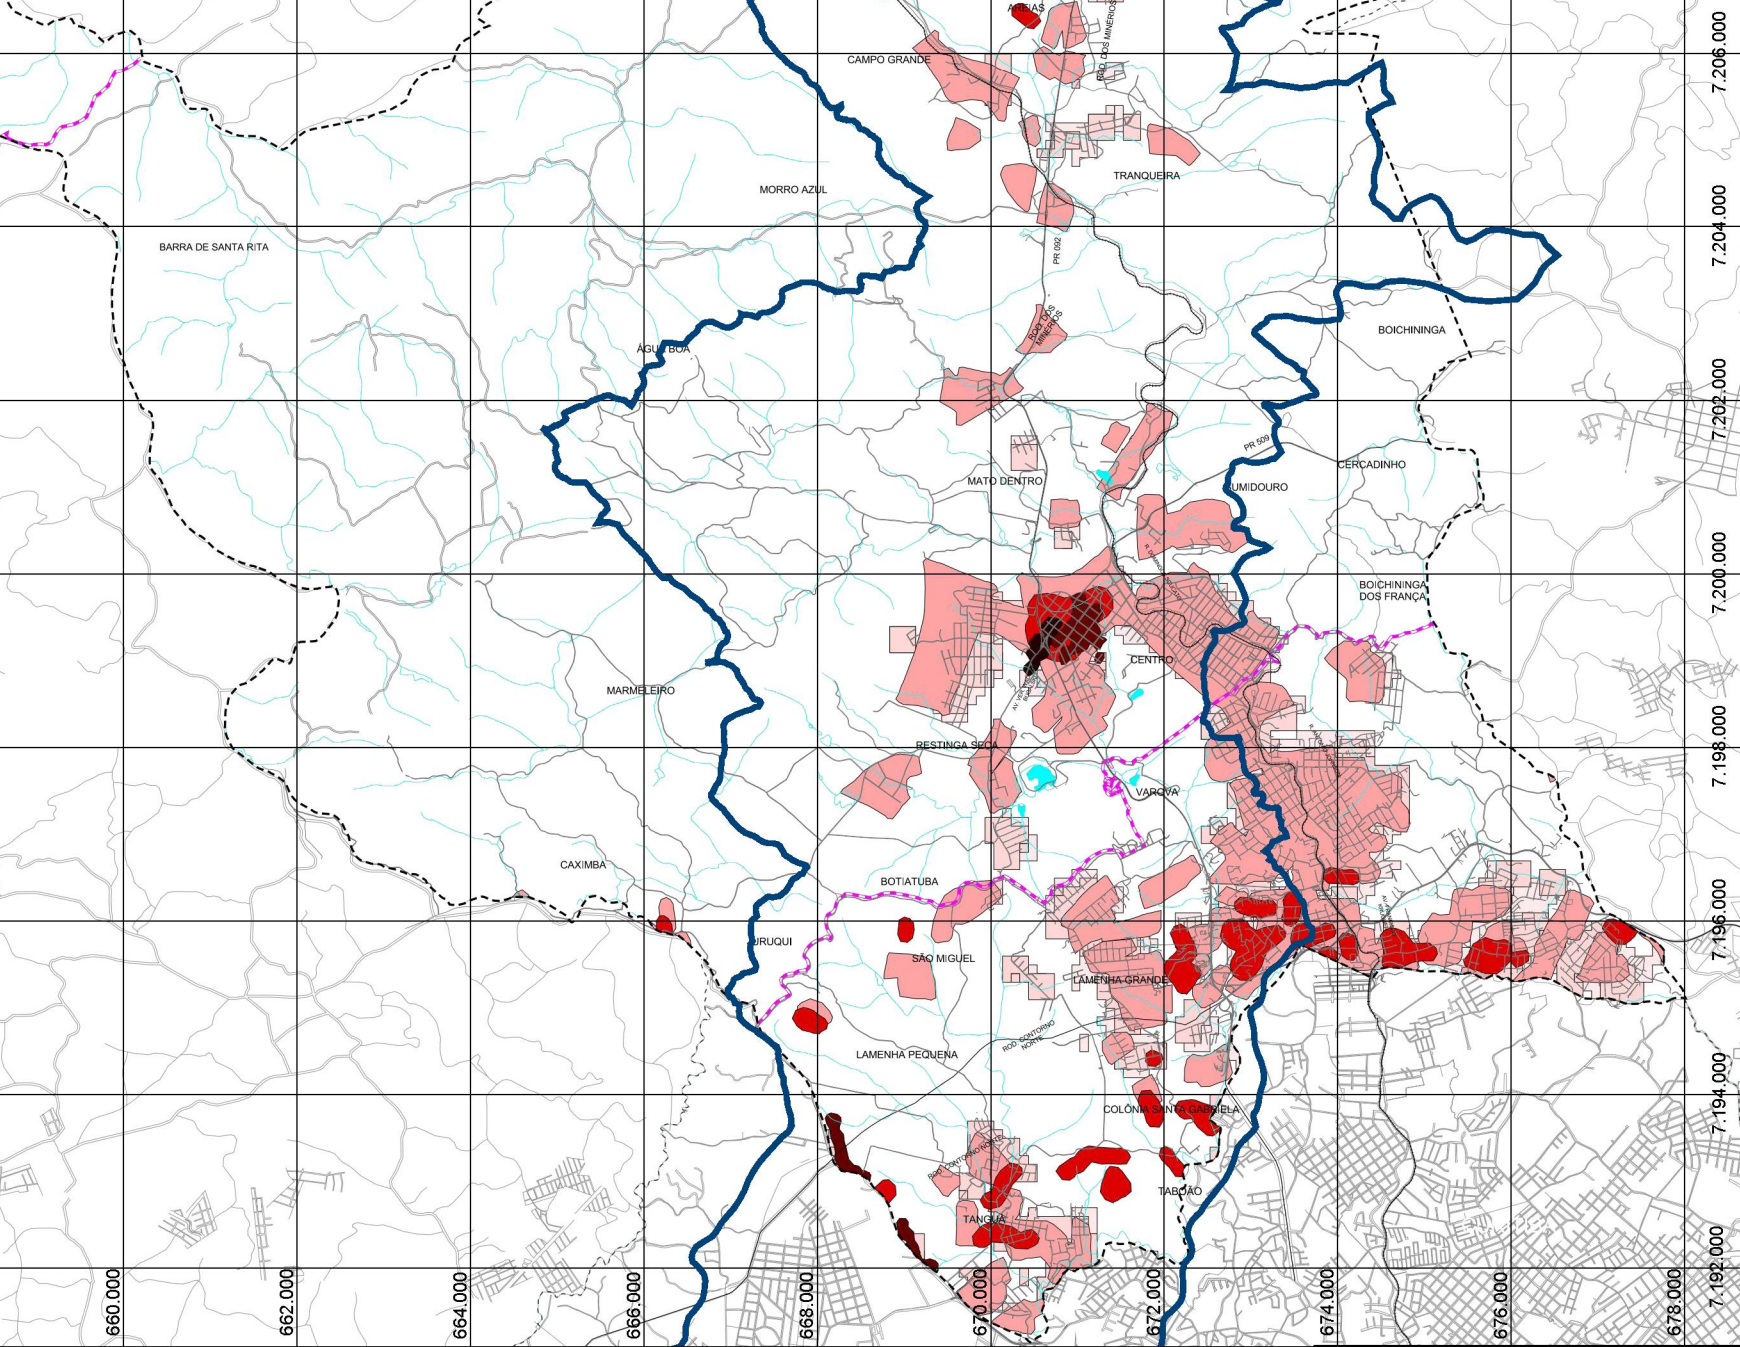 AREIAS
ROD. DOS MINÉRIOS
CAMPO GRANDE
7.206.000
TRANQUEIRA
MORRO AZUL
7.204.000
BARRA DE SANTA RITA
PR 092
ROD. DOS
MINÉRIOS
BOICHININGA
7.202.000
PR 509
CERCADINHO
MATO DENTRO
UMIDOURO
7.200.000
BOICHININGA
DOS FRANÇA
CENTRO
MARMELEIRO
7.198.000
RESTINGA SECA
VAROVA
CAXIMBA
BOTIATUBA
7.196.000
URUQUI
SÃO MIGUEL
LAMENHA GRANDE
ROD. CONTORNO
NORTE
LAMENHA PEQUENA
7.194.000
COLÔNIA SANTA GABRIELA
ROD. CONTORNO NORTE
TABOÃO
TANGUÁ
7.192.000
660.000
662.000
664.000
666.000
668.000
670.000
672.000
674.000
676.000
678.000